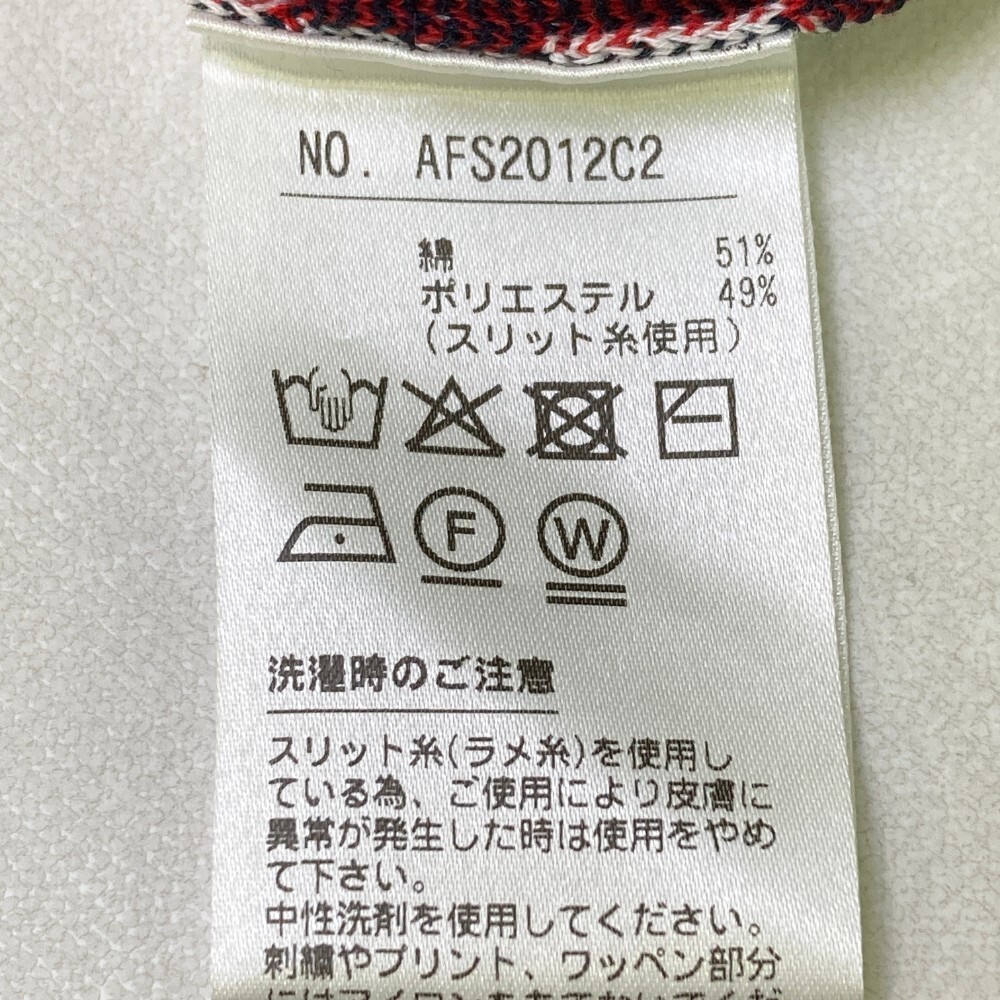 NO. AFS2012C2
綿 51%
ポリエステル 49%
(スリット糸使用)
F W
洗濯時のご注意
スリット糸(ラメ糸)を使用し
ている為、ご使用により皮膚に
異常が発生した時は使用をやめ
て下さい。
中性洗剤を使用してください。
刺繍やプリント、ワッペン部分